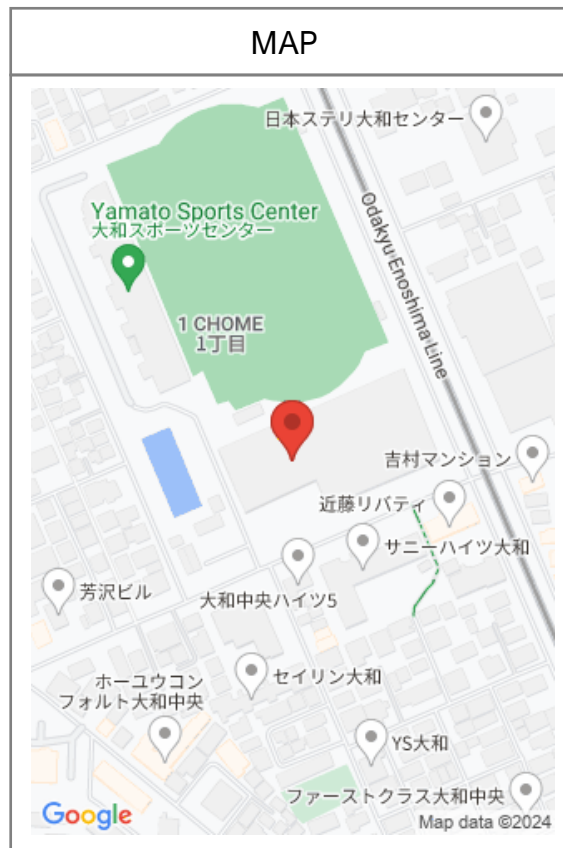 MAP
日本ステリ大和センター
Odakyu Enoshima Line
Yamato Sports Center
大和スポーツセンター
1 CHOME
1丁目
吉村マンション
近藤リバティ
サニーハイツ大和
大和中央ハイツ5
芳沢ビル
セイリン大和
ホーユウコン
フォルト大和中央
YS大和
ファーストクラス大和中央
Google
Map data ©2024